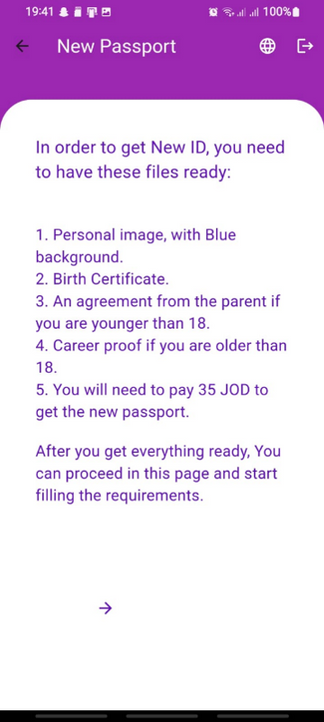 19:41
100%
New Passport
In order to get New ID, you need
to have these files ready:
1. Personal image, with Blue
background.
2. Birth Certificate.
3. An agreement from the parent if
you are younger than 18.
4. Career proof if you are older than
18.
5. You will need to pay 35 JOD to
get the new passport.
After you get everything ready, You
can proceed in this page and start
filling the requirements.